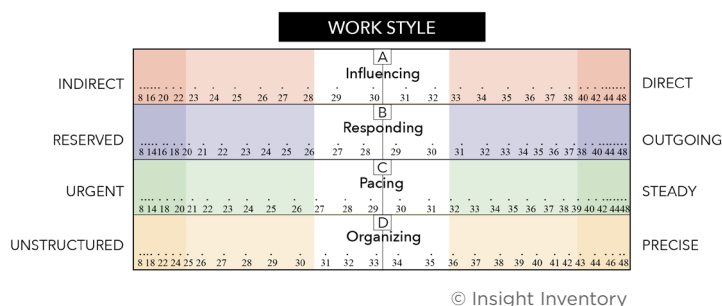 WORK STYLE
A
Influencing
INDIRECT
DIRECT
8 16 20 22 23 24 25 26 27 28 29 30 31 32 33 34 35 36 37 38 40 42 44 48
B
Responding
RESERVED
OUTGOING
8 14 16 18 20 21 22 23 24 25 26 27 28 29 30 31 32 33 34 35 36 37 38 40 44 48
C
Pacing
URGENT
STEADY
8 14 18 20 21 22 23 24 25 26 27 28 29 30 31 32 33 34 35 36 37 38 39 40 42 44 48
D
Organizing
UNSTRUCTURED
PRECISE
8 18 22 24 25 26 27 28 29 30 31 32 33 34 35 36 37 38 39 40 41 42 43 44 46 48
© Insight Inventory